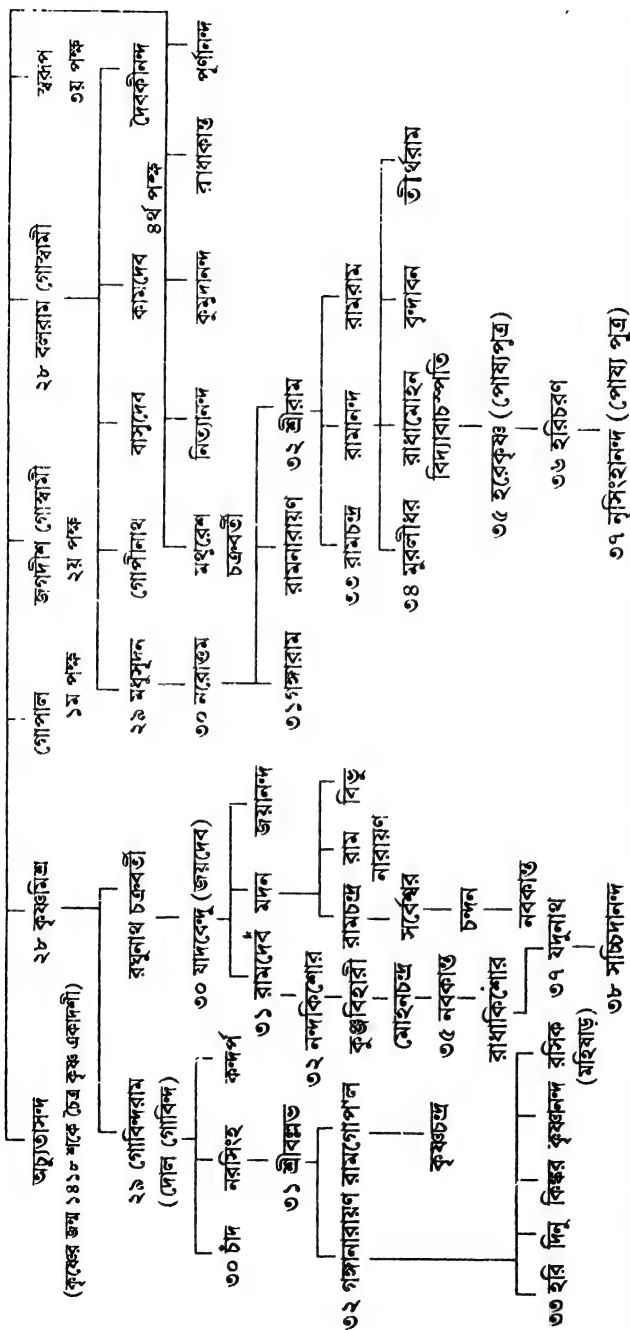 অচ্যুতানন্দ ২৮ কৃষ্ণমিশ্র গোপাল জগদীশ গোস্বামী ২৮ বলরাম গোস্বামী স্বরূপ
(কৃষ্ণের জন্ম ১৪১৮ শকে চৈত্র কৃষ্ণ একাদশী) ১ম পক্ষ ২য় পক্ষ ৩য় পক্ষ
২৯ গোবিন্দরাম রঘুনাথ চক্রবর্তী ২৯ মধুসূদন গোপীনাথ বাসুদেব কামদেব দৈবকীনন্দ
(দোল গোবিন্দ) ৪র্থ পক্ষ
৩০ চাঁদ নরসিংহ কন্দর্প ৩০ যাদবেন্দু (জয়দেব) ৩০ নরোত্তম মথুরেশ নিত্যানন্দ কুমুদানন্দ রাধাকান্ত পূর্ণানন্দ
চক্রবর্তী
৩১ শ্রীবল্লভ ৩১ রামদেব মদন জয়ানন্দ ৩১গঙ্গারাম রামনারায়ণ ৩২ শ্রীরাম
৩২ গঙ্গানারায়ণ রামগোপাল ৩২ নন্দকিশোর
কুঞ্জবিহারী রামচন্দ্র রাম বিভু ৩৩ রামচন্দ্র রামানন্দ রামরাম
নারায়ণ
কৃষ্ণচন্দ্র মোহনচন্দ্র সর্বেশ্বর ৩৪ মুরলীধর রাধামোহন বৃন্দাবন তীর্থরাম
বিদ্যাবাচস্পতি
৩৫ নবকান্ত চন্দন ৩৫ হরেকৃষ্ণ (পোষ্যপুত্র)
রাধাকিশোর নবকান্ত ৩৬ হরিচরণ
৩৩ হরি দিনু কিঙ্কর কৃষ্ণানন্দ রসিক ৩৭ যদুনাথ ৩৭ নৃসিংহানন্দ (পোষ্য পুত্র)
(মহিষাড়)
৩৮ সচ্চিদানন্দ